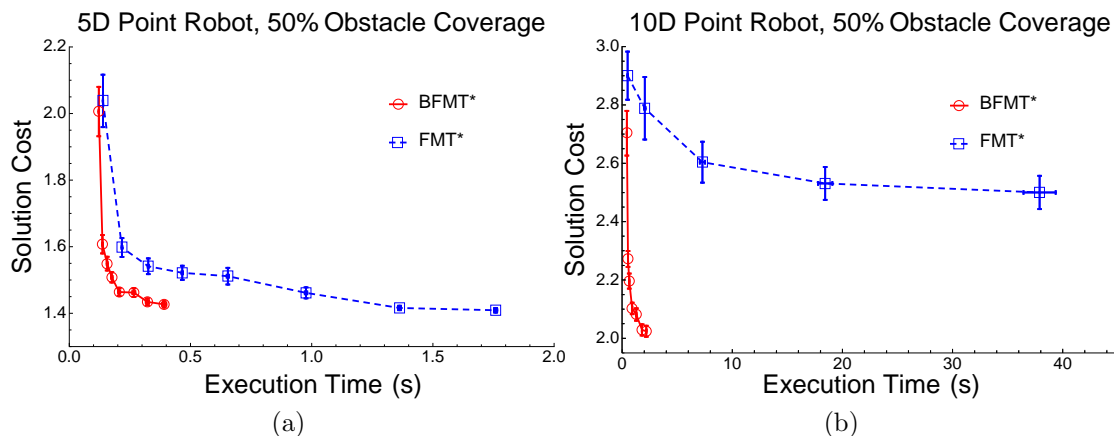 5D Point Robot, 50% Obstacle Coverage
2.2
2.0
1.8
1.6
1.4
Solution Cost
BFMT*
FMT*
0.0 0.5 1.0 1.5 2.0
Execution Time (s)
(a)
10D Point Robot, 50% Obstacle Coverage
3.0
2.8
2.6
2.4
2.2
2.0
Solution Cost
BFMT*
FMT*
0 10 20 30 40
Execution Time (s)
(b)